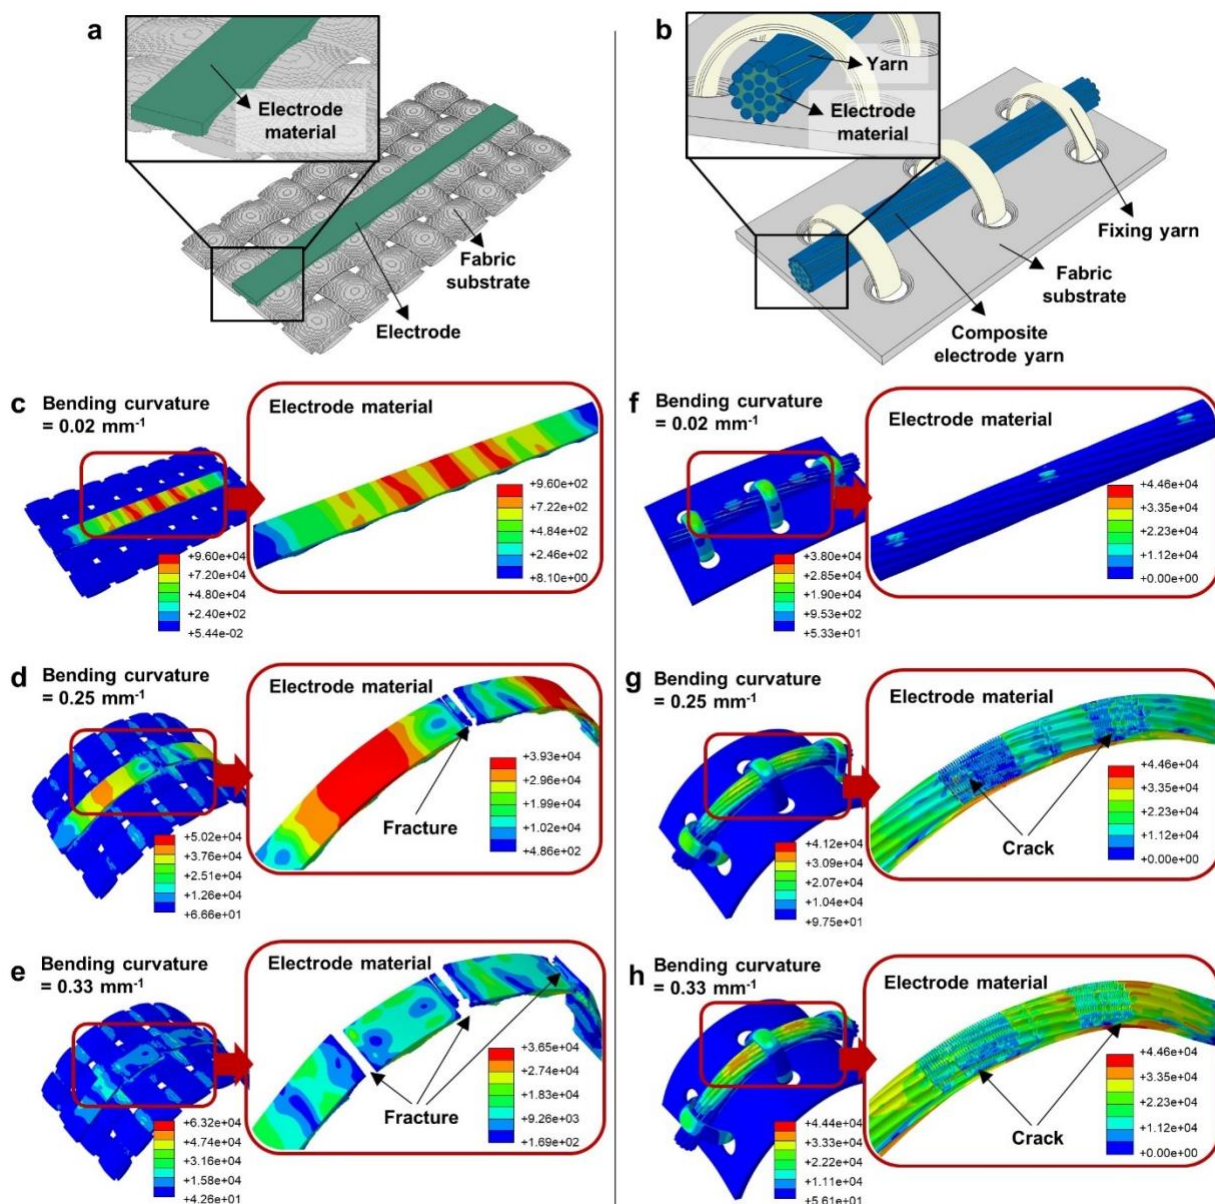 a
Electrode
material
Fabric
substrate
Electrode
b
Yarn
Electrode
material
Fixing yarn
Fabric
substrate
Composite
electrode yarn
c
Bending curvature
= 0.02 mm⁻¹
+9.60e+04
+7.20e+04
+4.80e+04
+2.40e+02
+5.44e-02
Electrode material
+9.60e+02
+7.22e+02
+4.84e+02
+2.46e+02
+8.10e+00
f
Bending curvature
= 0.02 mm⁻¹
+3.80e+04
+2.85e+04
+1.90e+04
+9.53e+02
+5.33e+01
Electrode material
+4.46e+04
+3.35e+04
+2.23e+04
+1.12e+04
+0.00e+00
d
Bending curvature
= 0.25 mm⁻¹
+5.02e+04
+3.76e+04
+2.51e+04
+1.26e+04
+6.66e+01
Electrode material
Fracture
+3.93e+04
+2.96e+04
+1.99e+04
+1.02e+04
+4.86e+02
g
Bending curvature
= 0.25 mm⁻¹
+4.12e+04
+3.09e+04
+2.07e+04
+1.04e+04
+9.75e+01
Electrode material
Crack
+4.46e+04
+3.35e+04
+2.23e+04
+1.12e+04
+0.00e+00
e
Bending curvature
= 0.33 mm⁻¹
+6.32e+04
+4.74e+04
+3.16e+04
+1.58e+04
+4.26e+01
Electrode material
Fracture
+3.65e+04
+2.74e+04
+1.83e+04
+9.26e+03
+1.69e+02
h
Bending curvature
= 0.33 mm⁻¹
+4.44e+04
+3.33e+04
+2.22e+04
+1.11e+04
+5.61e+01
Electrode material
Crack
+4.46e+04
+3.35e+04
+2.23e+04
+1.12e+04
+0.00e+00